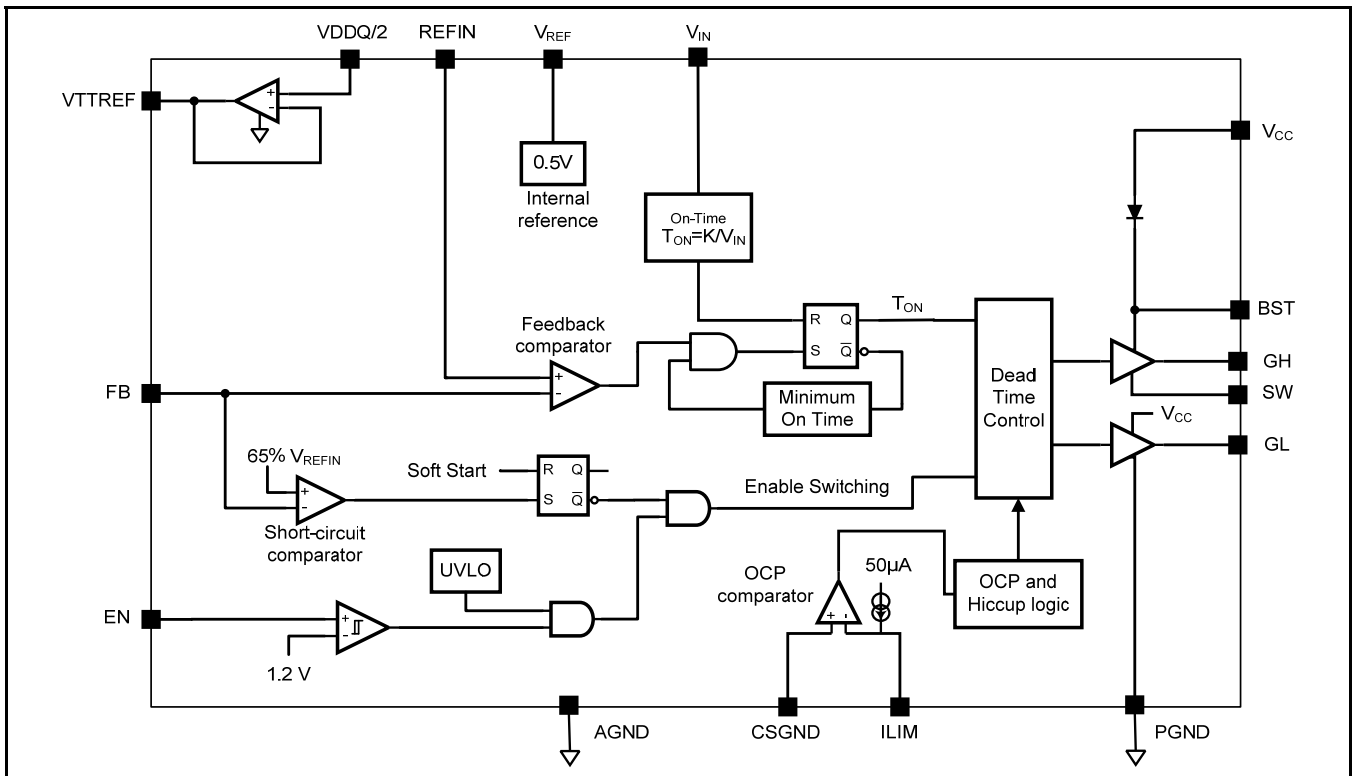 VDDQ/2 REFIN VREF VIN
VTTREF
+
-
VCC
0.5V
Internal
reference
On-Time
TON=K/VIN
R Q
S Q̅
TON
Feedback
comparator
+
-
BST
GH
SW
VCC
GL
Dead
Time
Control
FB
Minimum
On Time
65% VREFIN
+
-
Short-circuit
comparator
Soft Start
R Q
S Q̅
Enable Switching
UVLO
OCP
comparator
+ -
50µA
OCP and
Hiccup logic
EN
+
-
1.2 V
AGND CSGND ILIM PGND